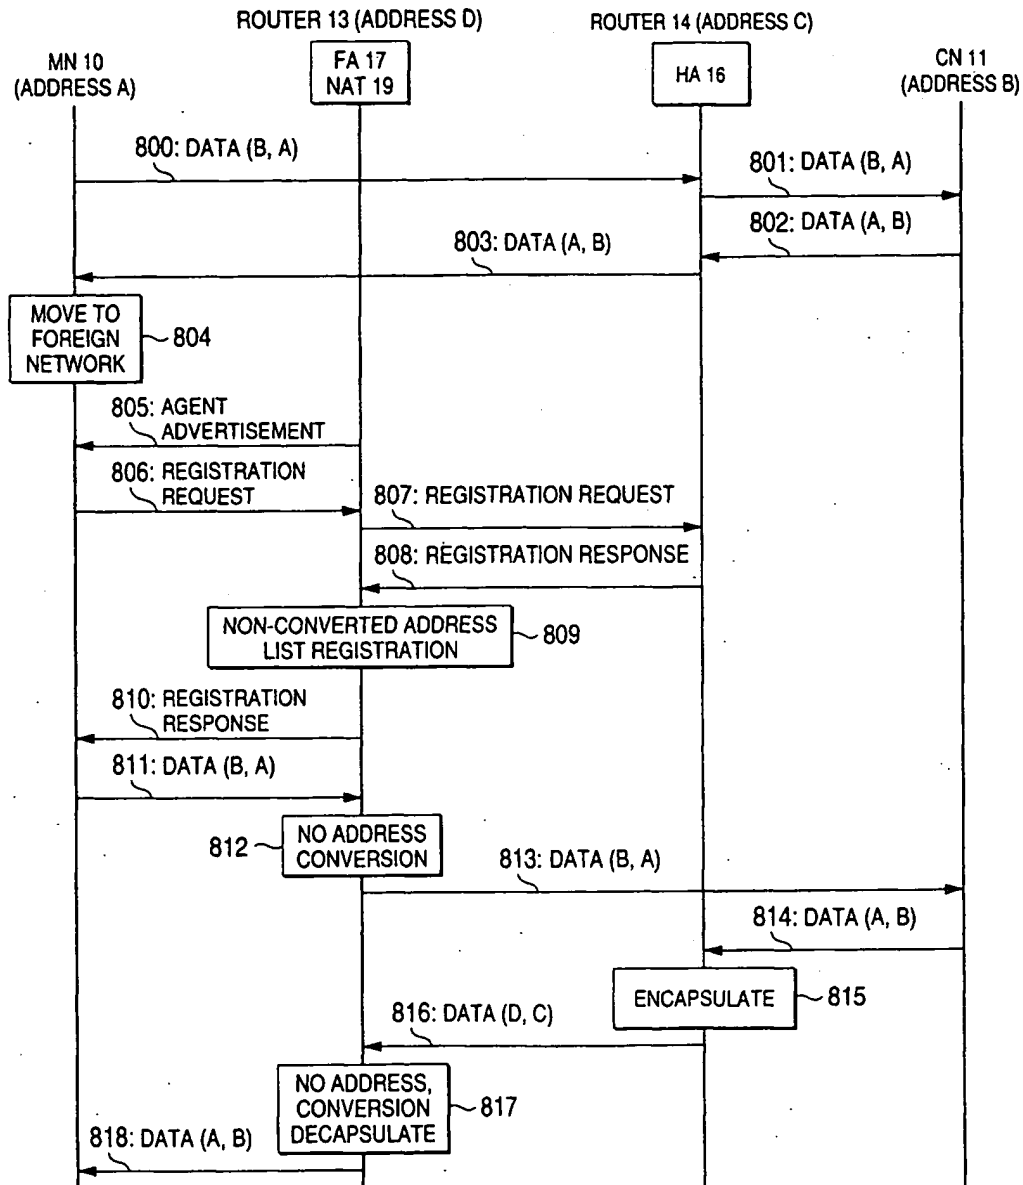 ROUTER 13 (ADDRESS D)
ROUTER 14 (ADDRESS C)
MN 10
(ADDRESS A)
FA 17
NAT 19
HA 16
CN 11
(ADDRESS B)
800: DATA (B, A)
801: DATA (B, A)
802: DATA (A, B)
803: DATA (A, B)
MOVE TO
FOREIGN
NETWORK
804
805: AGENT
ADVERTISEMENT
806: REGISTRATION
REQUEST
807: REGISTRATION REQUEST
808: REGISTRATION RESPONSE
NON-CONVERTED ADDRESS
LIST REGISTRATION
809
810: REGISTRATION
RESPONSE
811: DATA (B, A)
812
NO ADDRESS
CONVERSION
813: DATA (B, A)
814: DATA (A, B)
ENCAPSULATE
815
816: DATA (D, C)
NO ADDRESS,
CONVERSION
DECAPSULATE
817
818: DATA (A, B)